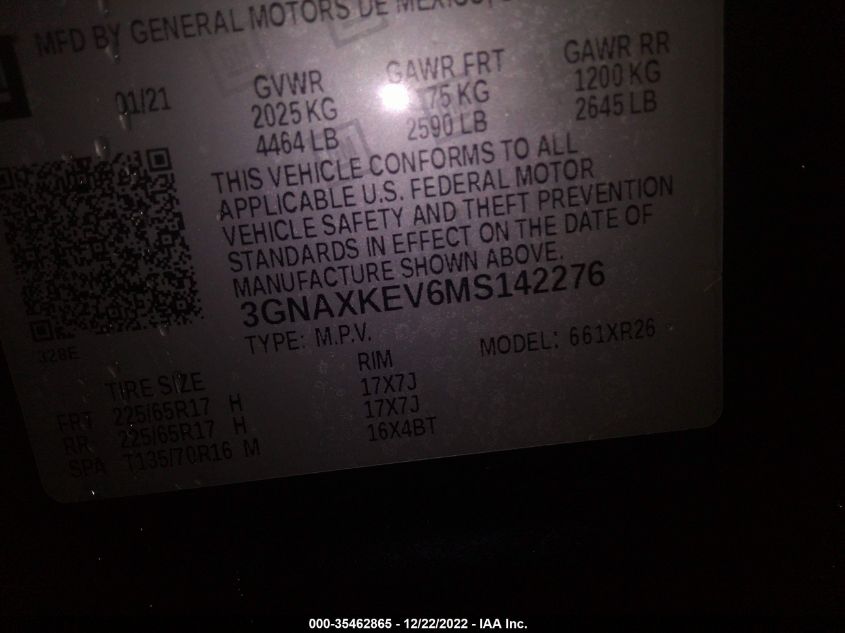 MFD BY GENERAL MOTORS DE MEXICO,
01/21
GVWR GAWR FRT GAWR RR
2025 KG 75 KG 1200 KG
4464 LB 2590 LB 2645 LB
THIS VEHICLE CONFORMS TO ALL
APPLICABLE U.S. FEDERAL MOTOR
VEHICLE SAFETY AND THEFT PREVENTION
STANDARDS IN EFFECT ON THE DATE OF
MANUFACTURE SHOWN ABOVE.
3GNAXKEV6MS142276
TYPE: M.P.V. MODEL: 661XR26
328E
TIRE SIZE RIM
FRT 225/65R17 H 17X7J
RR 225/65R17 H 17X7J
SPA T135/70R16 M 16X4BT
000-35462865 - 12/22/2022 - IAA Inc.